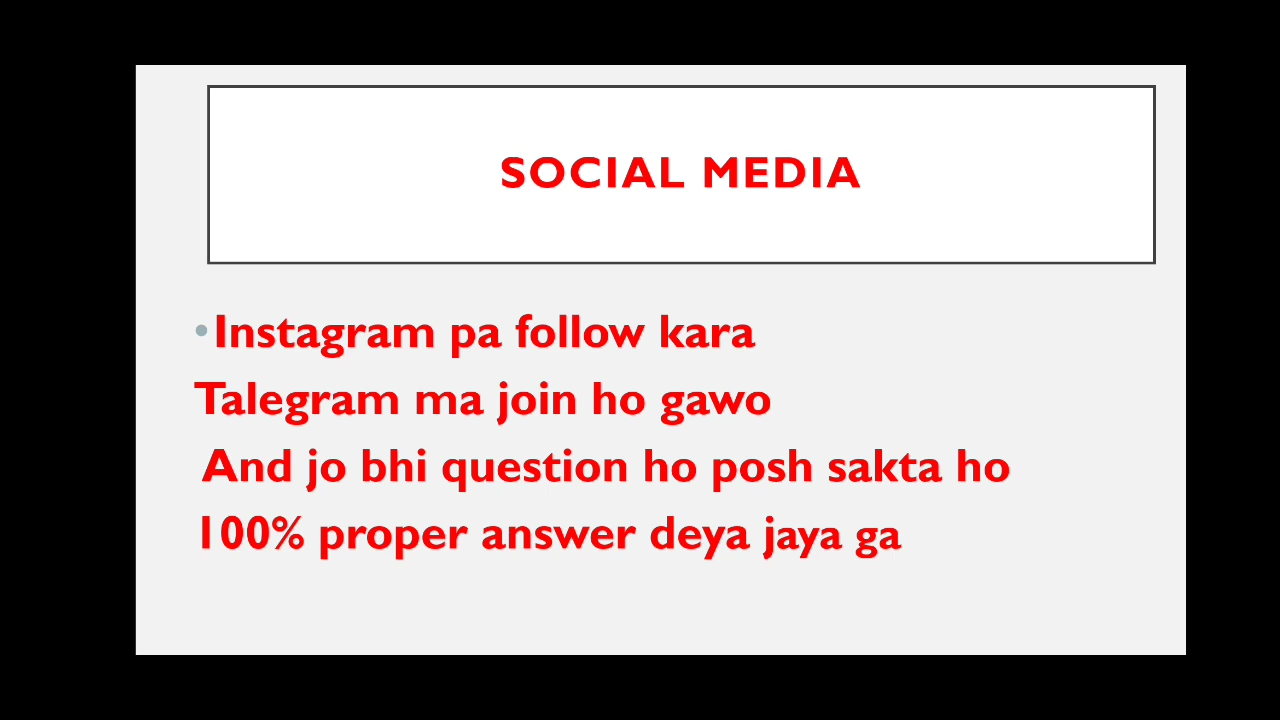 SOCIAL MEDIA
•Instagram pa follow kara
Talegram ma join ho gawo
And jo bhi question ho posh sakta ho
100% proper answer deya jaya ga